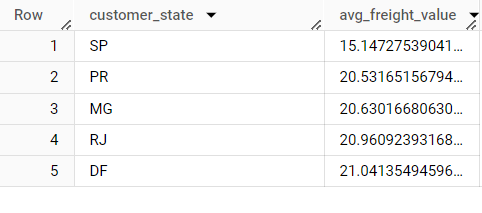 Row customer_state avg_freight_value
1 SP 15.14727539041…
2 PR 20.53165156794…
3 MG 20.63016680630…
4 RJ 20.96092393168…
5 DF 21.04135494596…